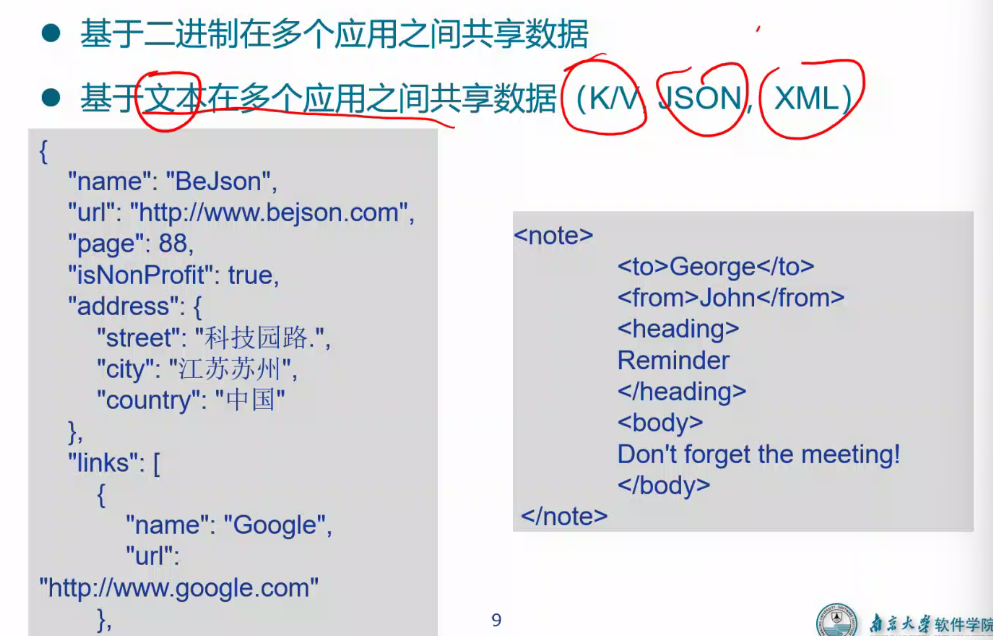 ● 基于二进制在多个应用之间共享数据
● 基于文本在多个应用之间共享数据 (K/V, JSON, XML)
{
"name": "BeJson",
"url": "http://www.bejson.com",
"page": 88,
"isNonProfit": true,
"address": {
"street": "科技园路.",
"city": "江苏苏州",
"country": "中国"
},
"links": [
{
"name": "Google",
"url":
"http://www.google.com"
},
<note>
<to>George</to>
<from>John</from>
<heading>
Reminder
</heading>
<body>
Don't forget the meeting!
</body>
</note>
9
南京大学软件学院